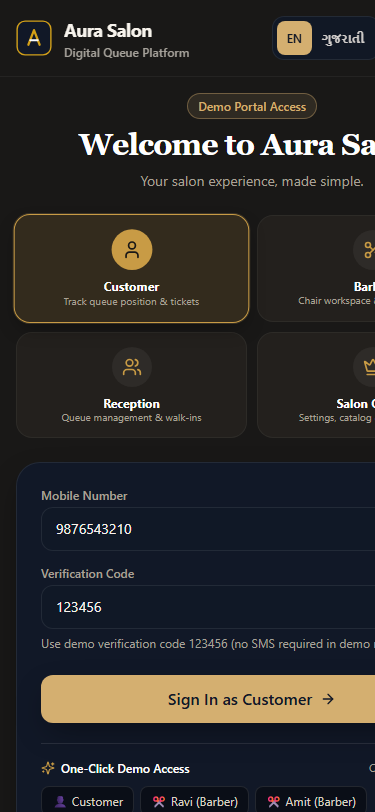 A
Aura Salon
Digital Queue Platform
EN
ગુજરાતી
Demo Portal Access
Welcome to Aura Sa
Your salon experience, made simple.
Customer
Track queue position & tickets
Bar
Chair workspace
Reception
Queue management & walk-ins
Salon
Settings, catalog
Mobile Number
9876543210
Verification Code
123456
Use demo verification code 123456 (no SMS required in demo
Sign In as Customer →
One-Click Demo Access
Customer
Ravi (Barber)
Amit (Barber)